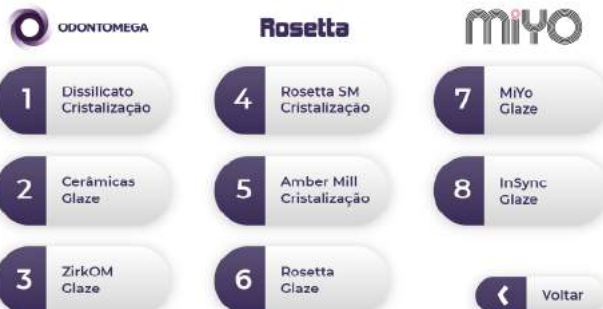 ODONTOMEGA
1
Dissilicato
Cristalização
2
Cerâmicas
Glaze
3
ZirkOM
Glaze
Rosetta
4
Rosetta SM
Cristalização
5
Amber Mill
Cristalização
6
Rosetta
Glaze
MiYO
7
MiYo
Glaze
8
InSync
Glaze
Voltar